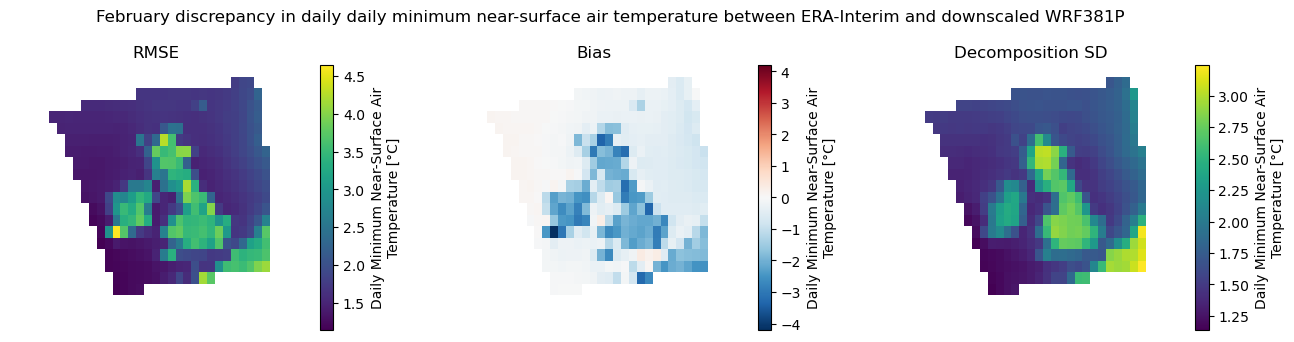 February discrepancy in daily daily minimum near-surface air temperature between ERA-Interim and downscaled WRF381P
RMSE
4.5
4.0
3.5
3.0
2.5
2.0
1.5
Daily Minimum Near-Surface Air
Temperature [°C]
Bias
4
3
2
1
0
−1
−2
−3
−4
Daily Minimum Near-Surface Air
Temperature [°C]
Decomposition SD
3.00
2.75
2.50
2.25
2.00
1.75
1.50
1.25
Daily Minimum Near-Surface Air
Temperature [°C]